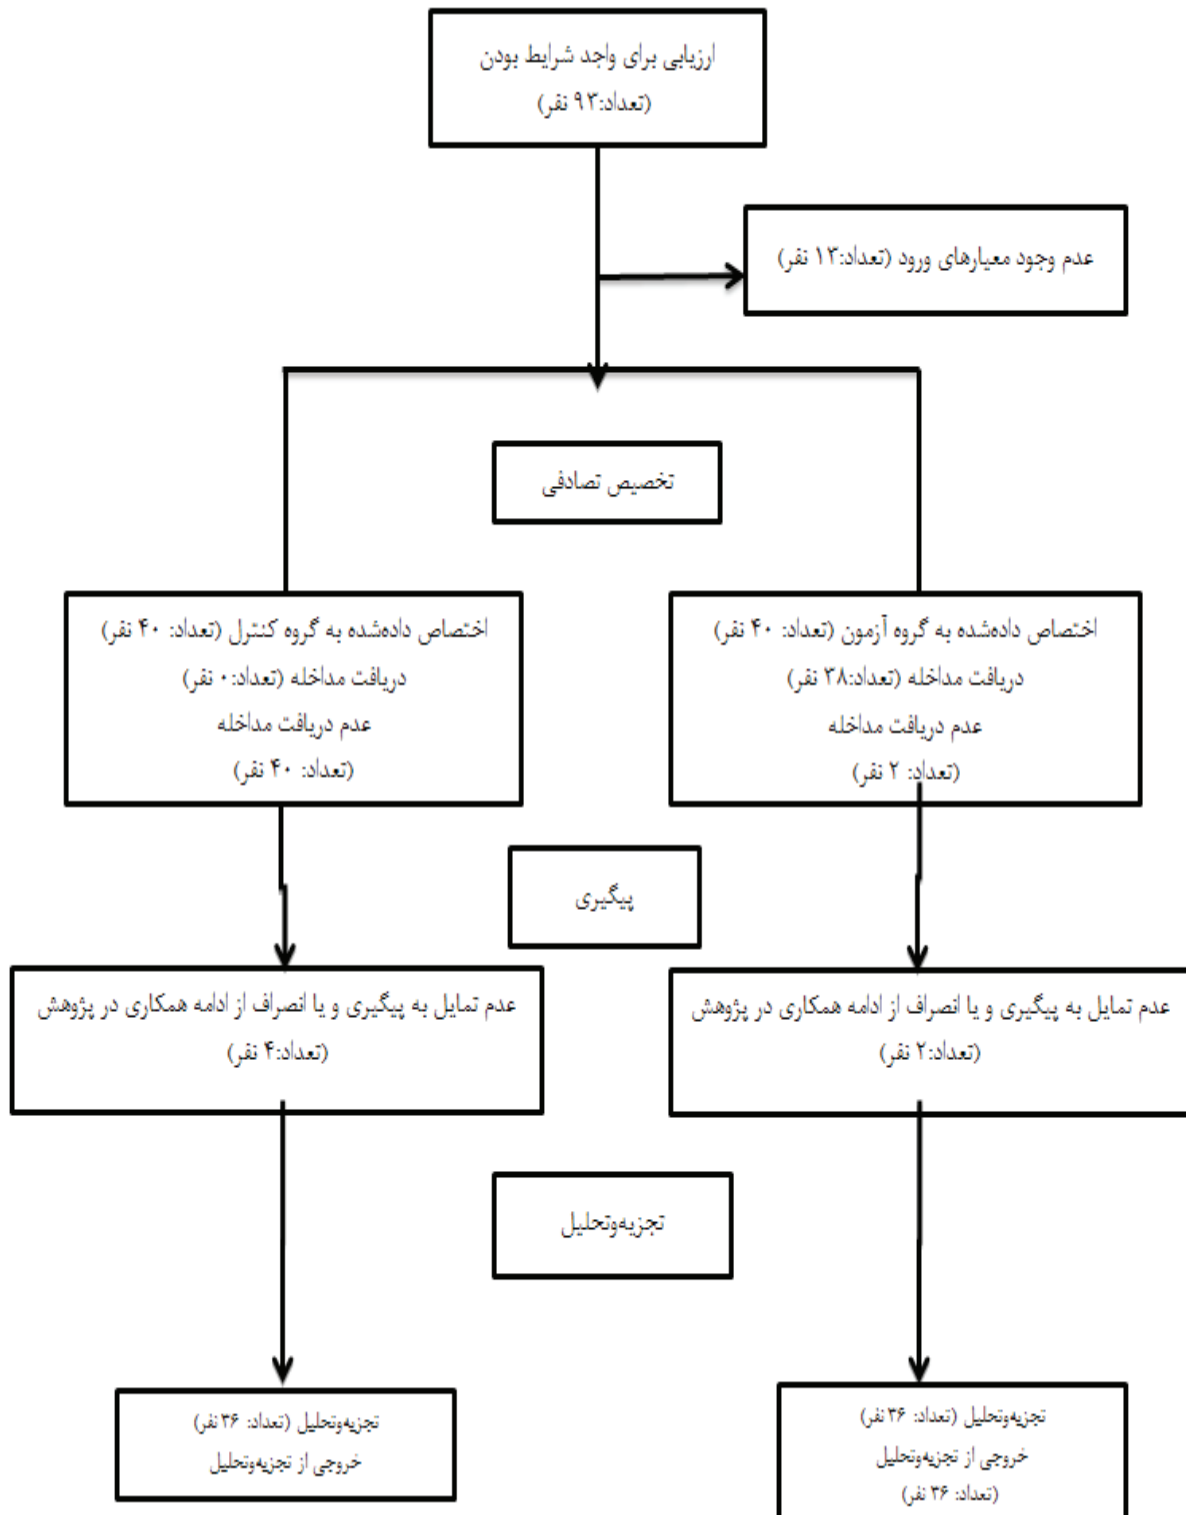 ارزیابی برای واجد شرایط بودن
(تعداد:۹۳ نفر)
عدم وجود معیارهای ورود (تعداد:۱۳ نفر)
تخصیص تصادفی
اختصاص داده‌شده به گروه آزمون (تعداد: ۴۰ نفر)
دریافت مداخله (تعداد:۳۸ نفر)
عدم دریافت مداخله
(تعداد: ۲ نفر)
اختصاص داده‌شده به گروه کنترل (تعداد: ۴۰ نفر)
دریافت مداخله (تعداد:۰ نفر)
عدم دریافت مداخله
(تعداد: ۴۰ نفر)
پیگیری
عدم تمایل به پیگیری و یا انصراف از ادامه همکاری در پژوهش
(تعداد:۲ نفر)
عدم تمایل به پیگیری و یا انصراف از ادامه همکاری در پژوهش
(تعداد:۴ نفر)
تجزیه‌وتحلیل
تجزیه‌وتحلیل (تعداد: ۳۶ نفر)
خروجی از تجزیه‌وتحلیل
(تعداد: ۳۶ نفر)
تجزیه‌وتحلیل (تعداد: ۳۶ نفر)
خروجی از تجزیه‌وتحلیل